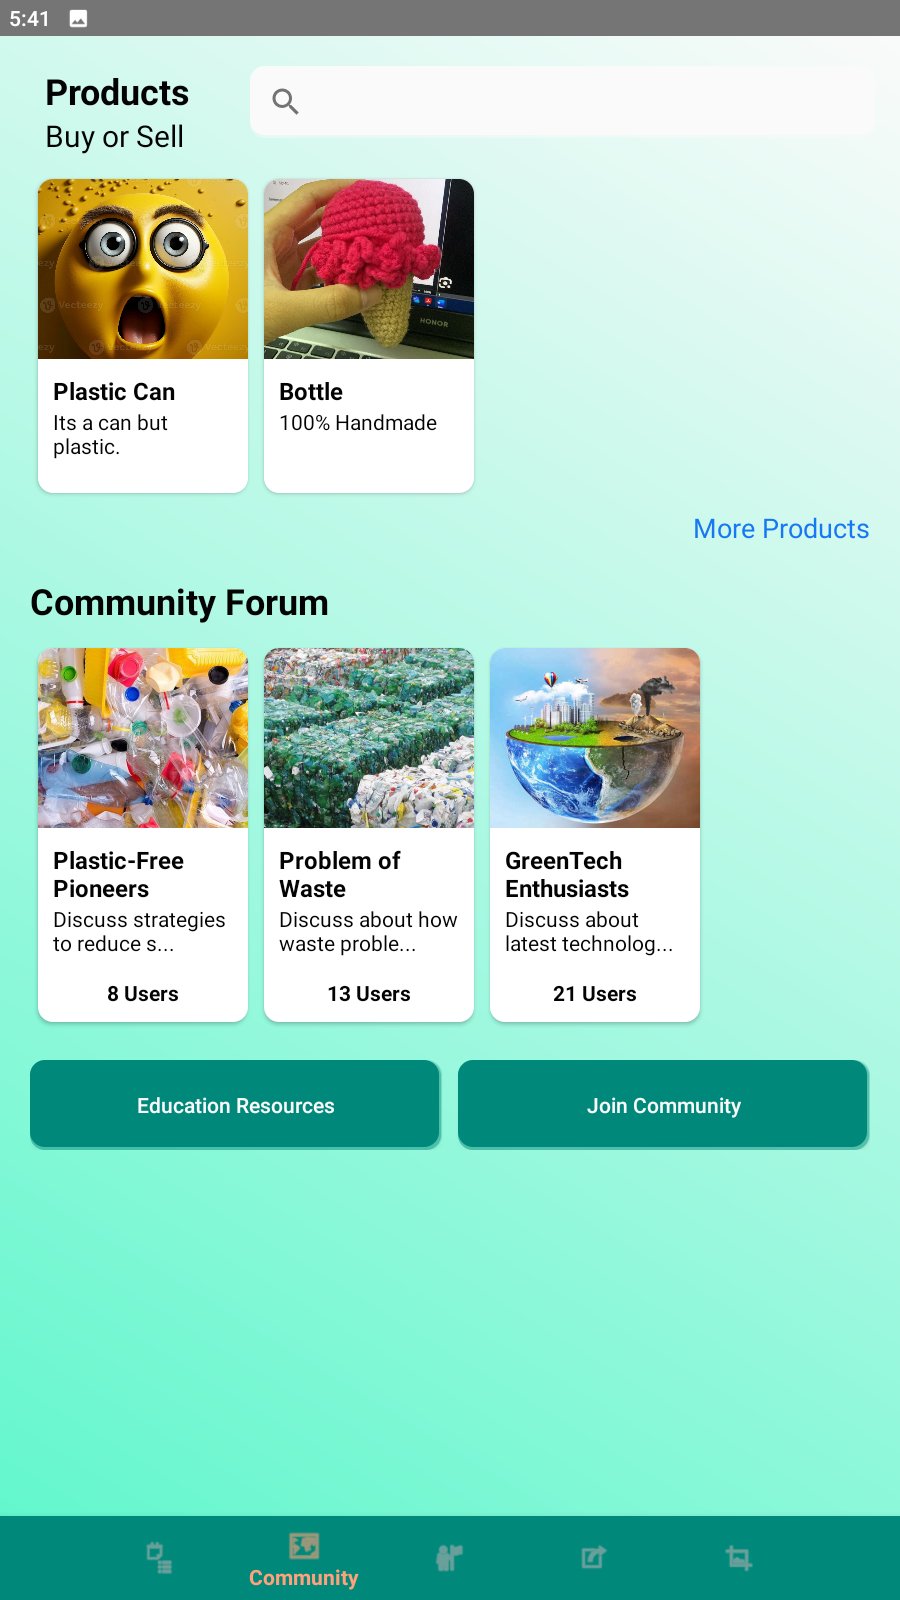 5:41
Products
Buy or Sell
Vecteezy
HONOR
Plastic Can
Its a can but
plastic.
Bottle
100% Handmade
More Products
Community Forum
Plastic-Free
Pioneers
Discuss strategies
to reduce s...
8 Users
Problem of
Waste
Discuss about how
waste proble...
13 Users
GreenTech
Enthusiasts
Discuss about
latest technolog...
21 Users
Education Resources
Join Community
Community